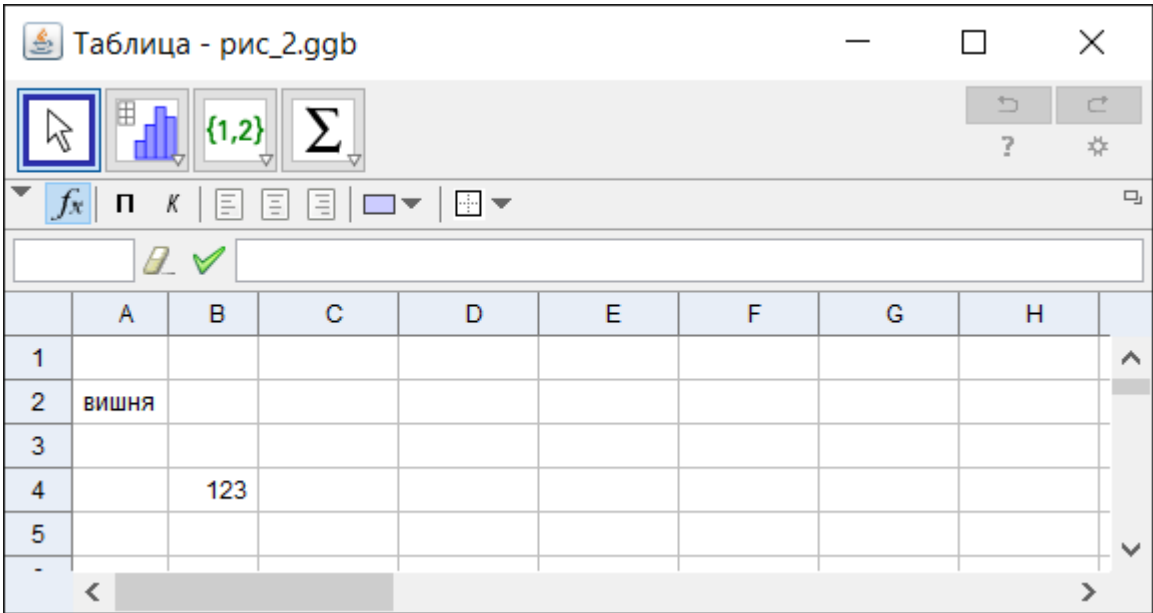 Таблица - рис_2.ggb
{1,2} Σ
?
fx П К
A B C D E F G H
1
2 вишня
3
4 123
5